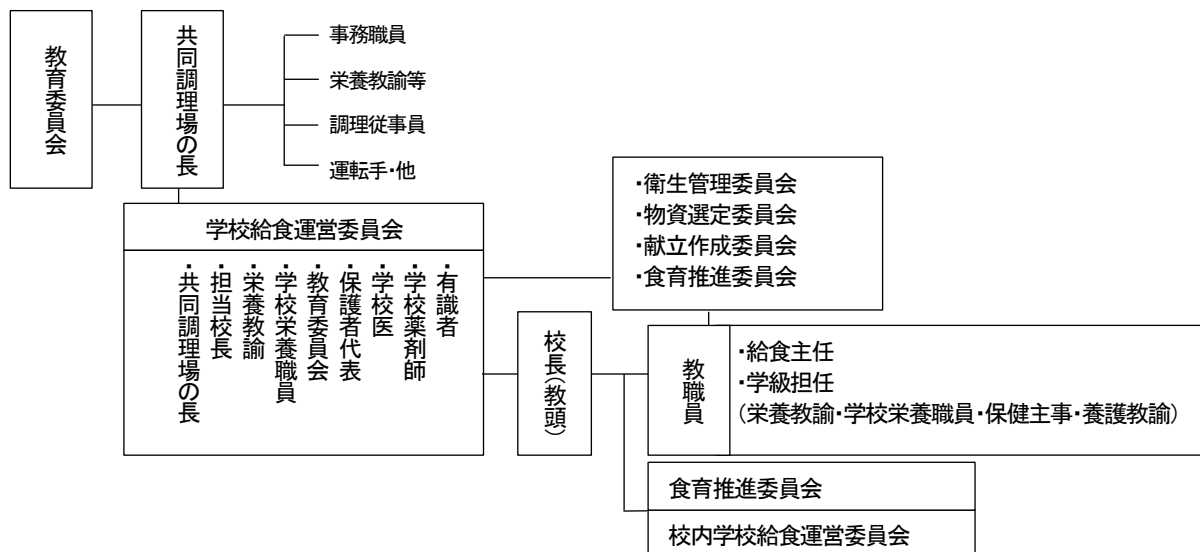 教育委員会
共同調理場の長
事務職員
栄養教諭等
調理従事員
運転手・他
学校給食運営委員会
・共同調理場の長
・担当校長
・栄養教諭
・学校栄養職員
・教育委員会
・保護者代表
・学校医
・学校薬剤師
・有識者
・衛生管理委員会
・物資選定委員会
・献立作成委員会
・食育推進委員会
校長(教頭)
教職員
・給食主任
・学級担任
(栄養教諭・学校栄養職員・保健主事・養護教諭)
食育推進委員会
校内学校給食運営委員会